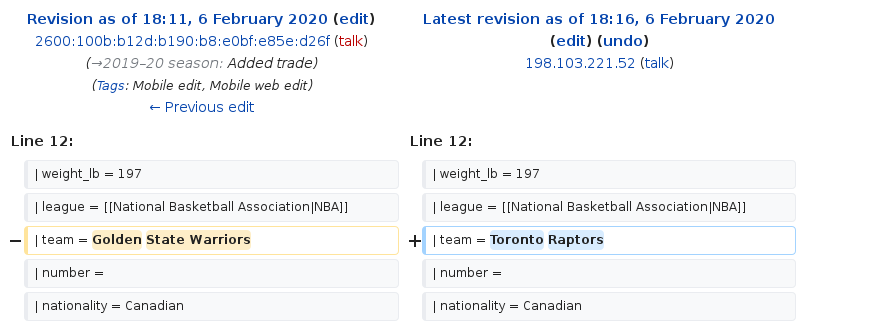 Revision as of 18:11, 6 February 2020 (edit)
2600:100b:b12d:b190:b8:e0bf:e85e:d26f (talk)
(→2019–20 season: Added trade)
(Tags: Mobile edit, Mobile web edit)
← Previous edit
Latest revision as of 18:16, 6 February 2020
(edit) (undo)
198.103.221.52 (talk)
Line 12:
Line 12:
| weight_lb = 197
| weight_lb = 197
| league = [[National Basketball Association|NBA]]
| league = [[National Basketball Association|NBA]]
− | team = Golden State Warriors
+ | team = Toronto Raptors
| number =
| number =
| nationality = Canadian
| nationality = Canadian